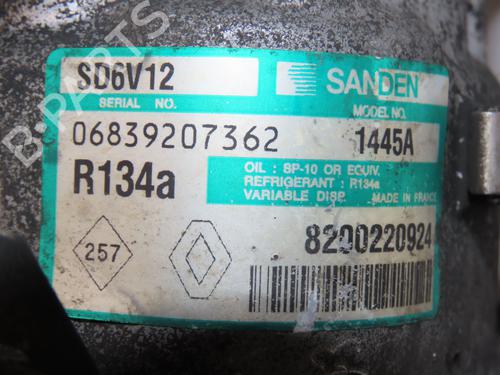 SD6V12
SANDEN
SERIAL NO.
MODEL NO.
06839207362
1445A
R134a
OIL : SP-10 OR EQUIV.
REFRIGERANT : R134a
VARIABLE DISP. MADE IN FRANCE
257
8200220924
B-PARTS